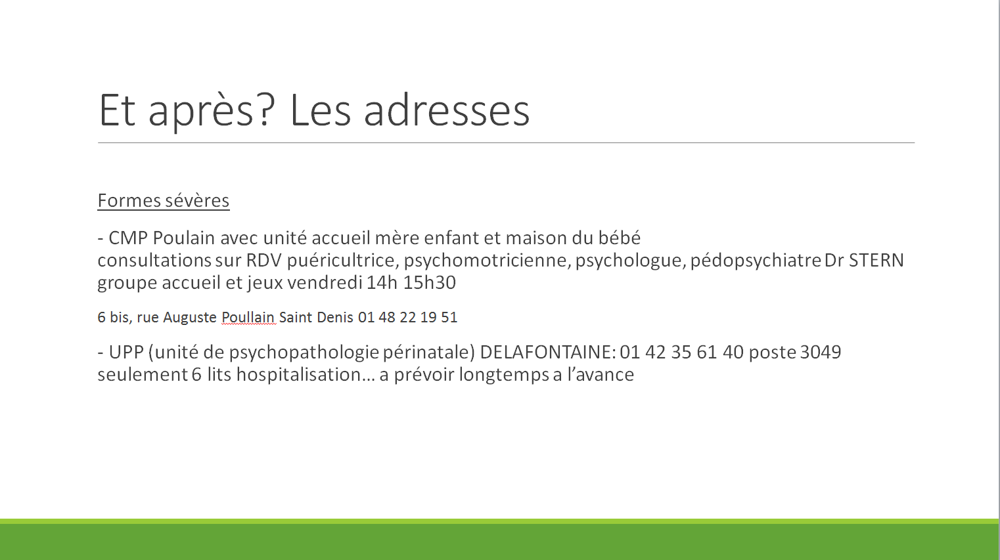 Et après? Les adresses
Formes sévères
- CMP Poulain avec unité accueil mère enfant et maison du bébé
consultations sur RDV puéricultrice, psychomotricienne, psychologue, pédopsychiatre Dr STERN
groupe accueil et jeux vendredi 14h 15h30
6 bis, rue Auguste Poullain Saint Denis 01 48 22 19 51
- UPP (unité de psychopathologie périnatale) DELAFONTAINE: 01 42 35 61 40 poste 3049
seulement 6 lits hospitalisation... a prévoir longtemps a l’avance